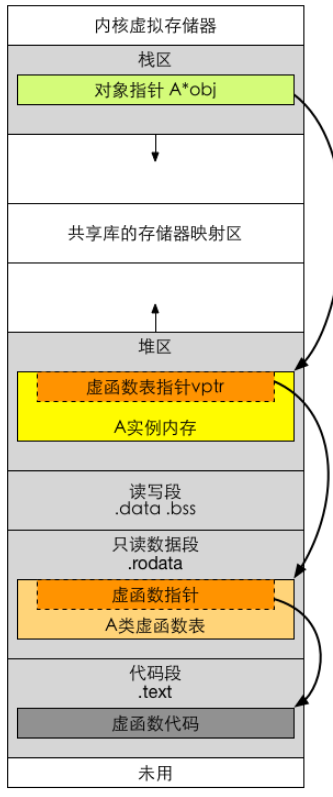 内核虚拟存储器
栈区
对象指针 A*obj
共享库的存储器映射区
堆区
虚函数表指针vptr
A实例内存
读写段
.data .bss
只读数据段
.rodata
虚函数指针
A类虚函数表
代码段
.text
虚函数代码
未用